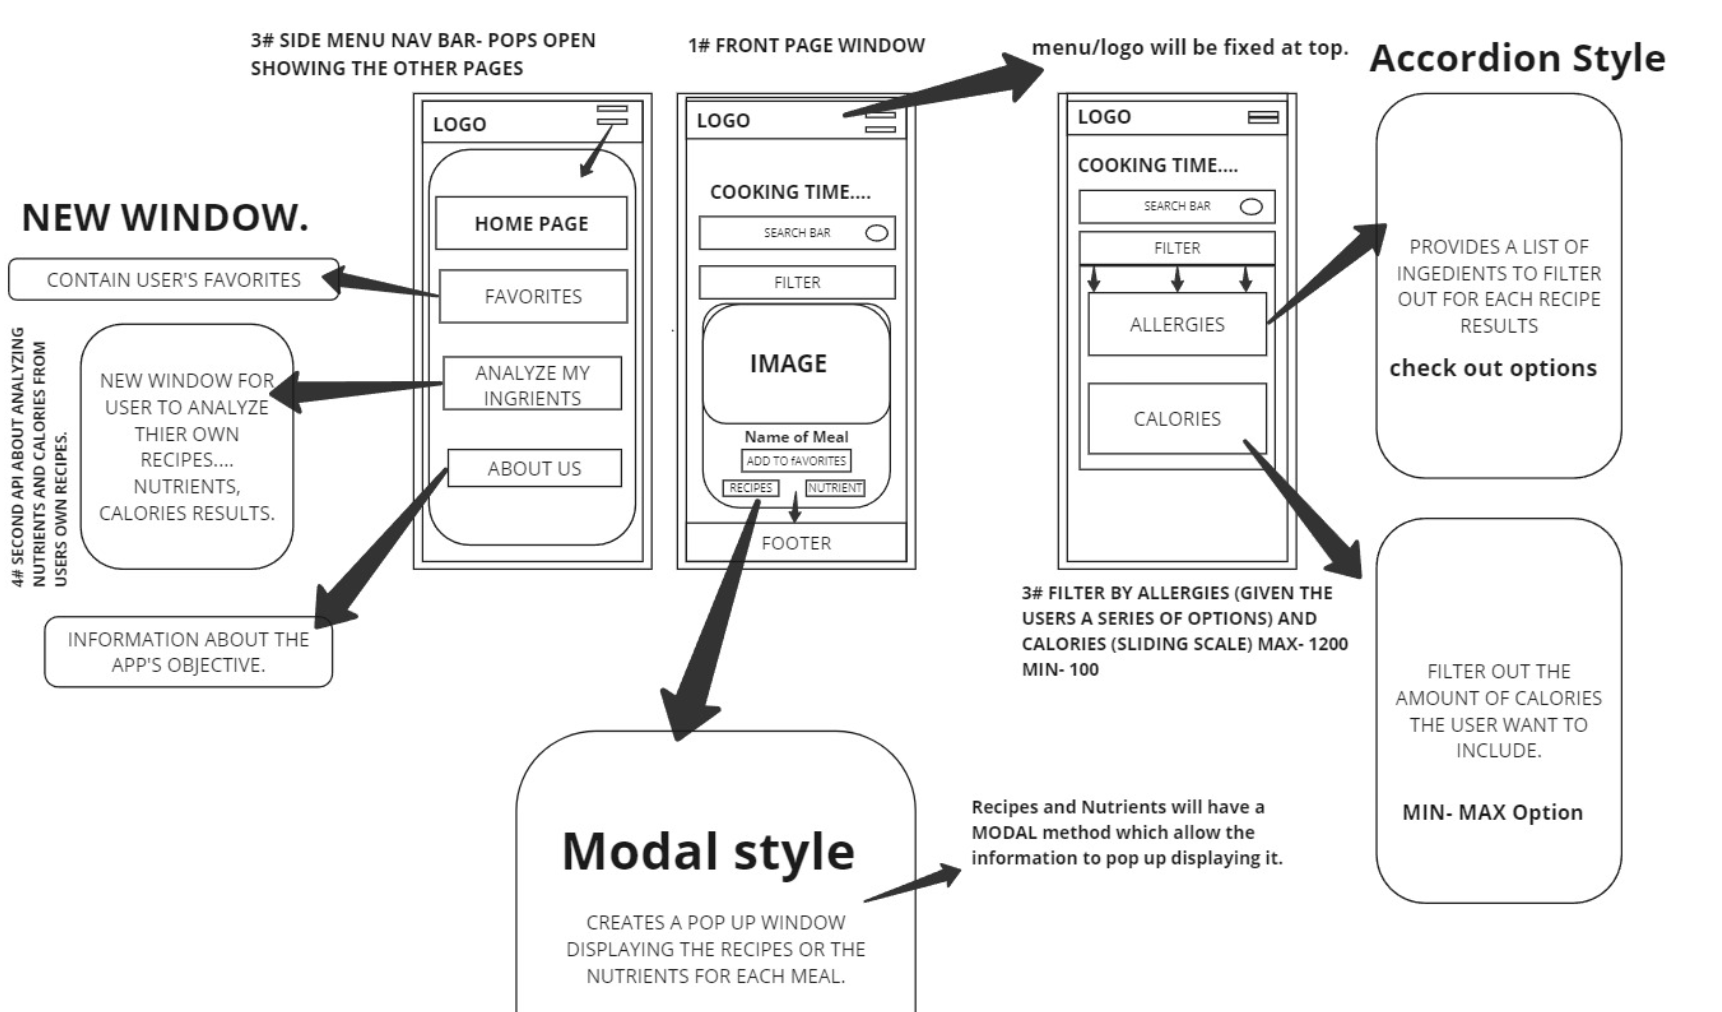 3# SIDE MENU NAV BAR- POPS OPEN
SHOWING THE OTHER PAGES
1# FRONT PAGE WINDOW
menu/logo will be fixed at top.
Accordion Style
NEW WINDOW.
CONTAIN USER'S FAVORITES
4# SECOND API ABOUT ANALYZING
NUTRIENTS AND CALORIES FROM
USERS OWN RECIPES.
NEW WINDOW FOR
USER TO ANALYZE
THIER OWN
RECIPES....
NUTRIENTS,
CALORIES RESULTS.
INFORMATION ABOUT THE
APP'S OBJECTIVE.
LOGO
HOME PAGE
FAVORITES
ANALYZE MY
INGRIENTS
ABOUT US
LOGO
COOKING TIME....
SEARCH BAR
FILTER
IMAGE
Name of Meal
ADD TO fAVORITES
RECIPES
NUTRIENT
FOOTER
LOGO
COOKING TIME....
SEARCH BAR
FILTER
ALLERGIES
CALORIES
3# FILTER BY ALLERGIES (GIVEN THE
USERS A SERIES OF OPTIONS) AND
CALORIES (SLIDING SCALE) MAX- 1200
MIN- 100
PROVIDES A LIST OF
INGEDIENTS TO FILTER
OUT FOR EACH RECIPE
RESULTS
check out options
FILTER OUT THE
AMOUNT OF CALORIES
THE USER WANT TO
INCLUDE.
MIN- MAX Option
Modal style
CREATES A POP UP WINDOW
DISPLAYING THE RECIPES OR THE
NUTRIENTS FOR EACH MEAL.
Recipes and Nutrients will have a
MODAL method which allow the
information to pop up displaying it.